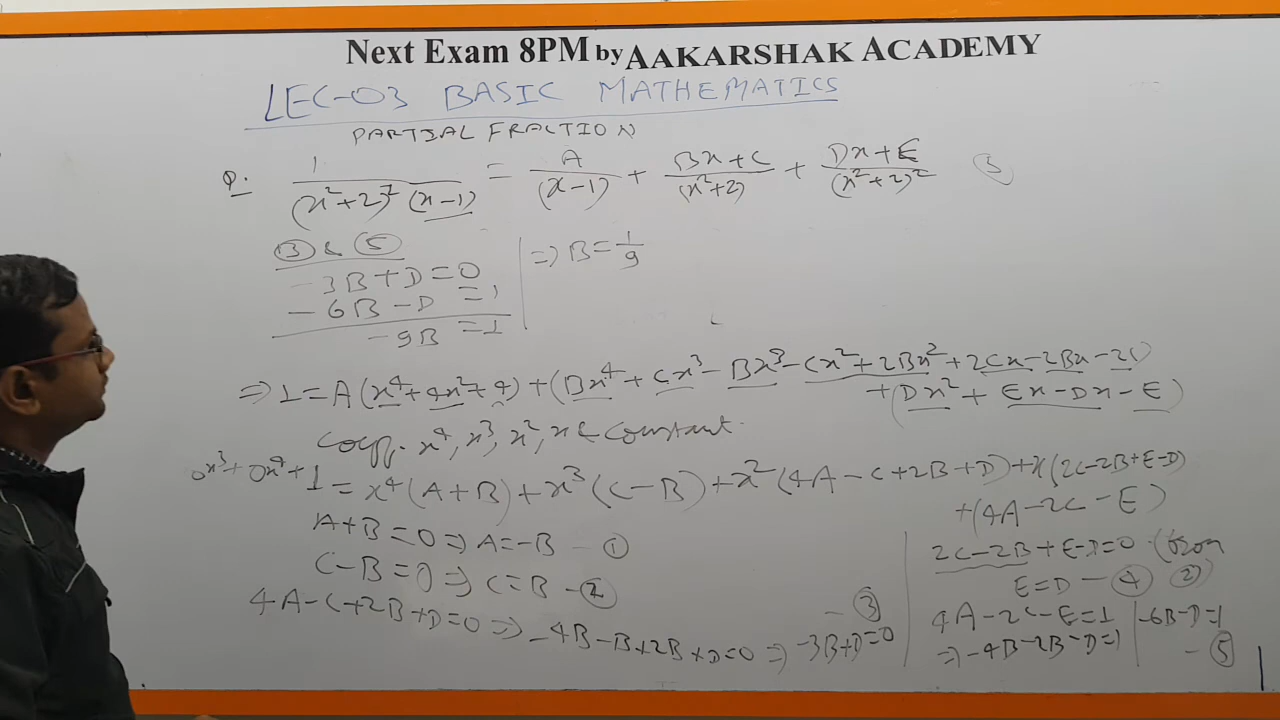 Next Exam 8PM by AAKARSHAK ACADEMY
LEC-03 BASIC MATHEMATICS
PARTIAL FRACTION
Q. 1/((x²+2)²(x-1)) = A/(x-1) + (Bx+C)/(x²+2) + (Dx+E)/(x²+2)²
③ & ⑤
-3B+D=0
-6B-D=1
-9B=1
⇒ B=1/9
⇒ 1=A(x⁴+4x²+4)+(Bx⁴+Cx³-Bx³-Cx²+2Bx²+2Cx-2Bx-2C)
+(Dx²+Ex-Dx-E)
Coeff. x⁴, x³, x², x & Constant.
0x³+0x⁴+1=x⁴(A+B)+x³(C-B)+x²(4A-C+2B+D)+x(2C-2B+E-D)
+(4A-2C-E)
A+B=0⇒A=-B - ①
C-B=0⇒C=B - ②
4A-C+2B+D=0⇒-4B-B+2B+D=0⇒-3B+D=0 - ③
2C-2B+E-D=0 (from ②)
E=D - ④
4A-2C-E=1
⇒-4B-2B-D=1
-6B-D=1 - ⑤